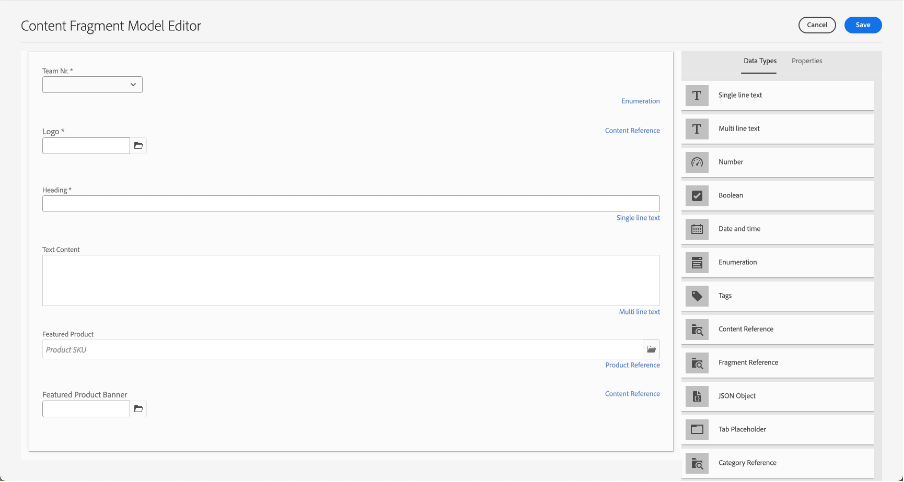 Content Fragment Model Editor
Cancel
Save
Team Nr. *
Enumeration
Logo *
Content Reference
Heading *
Single line text
Text Content
Multi line text
Featured Product
Product SKU
Product Reference
Featured Product Banner
Content Reference
Data Types
Properties
Single line text
Multi line text
Number
Boolean
Date and time
Enumeration
Tags
Content Reference
Fragment Reference
JSON Object
Tab Placeholder
Category Reference